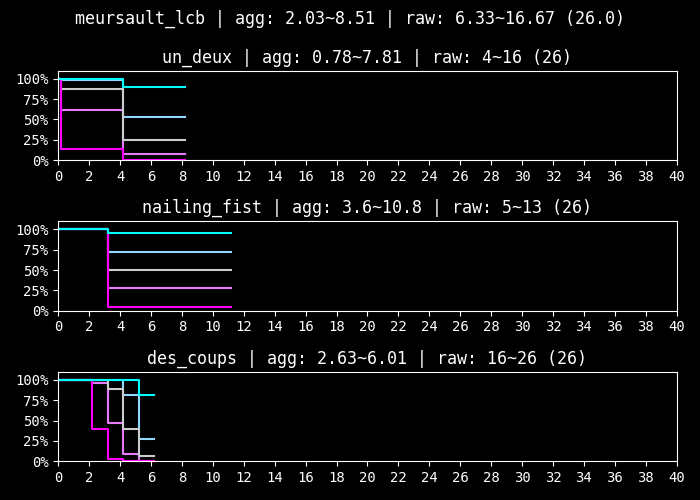 meursault_lcb | agg: 2.03~8.51 | raw: 6.33~16.67 (26.0)
un_deux | agg: 0.78~7.81 | raw: 4~16 (26)
100%
75%
50%
25%
0%
0 2 4 6 8 10 12 14 16 18 20 22 24 26 28 30 32 34 36 38 40
nailing_fist | agg: 3.6~10.8 | raw: 5~13 (26)
100%
75%
50%
25%
0%
0 2 4 6 8 10 12 14 16 18 20 22 24 26 28 30 32 34 36 38 40
des_coups | agg: 2.63~6.01 | raw: 16~26 (26)
100%
75%
50%
25%
0%
0 2 4 6 8 10 12 14 16 18 20 22 24 26 28 30 32 34 36 38 40